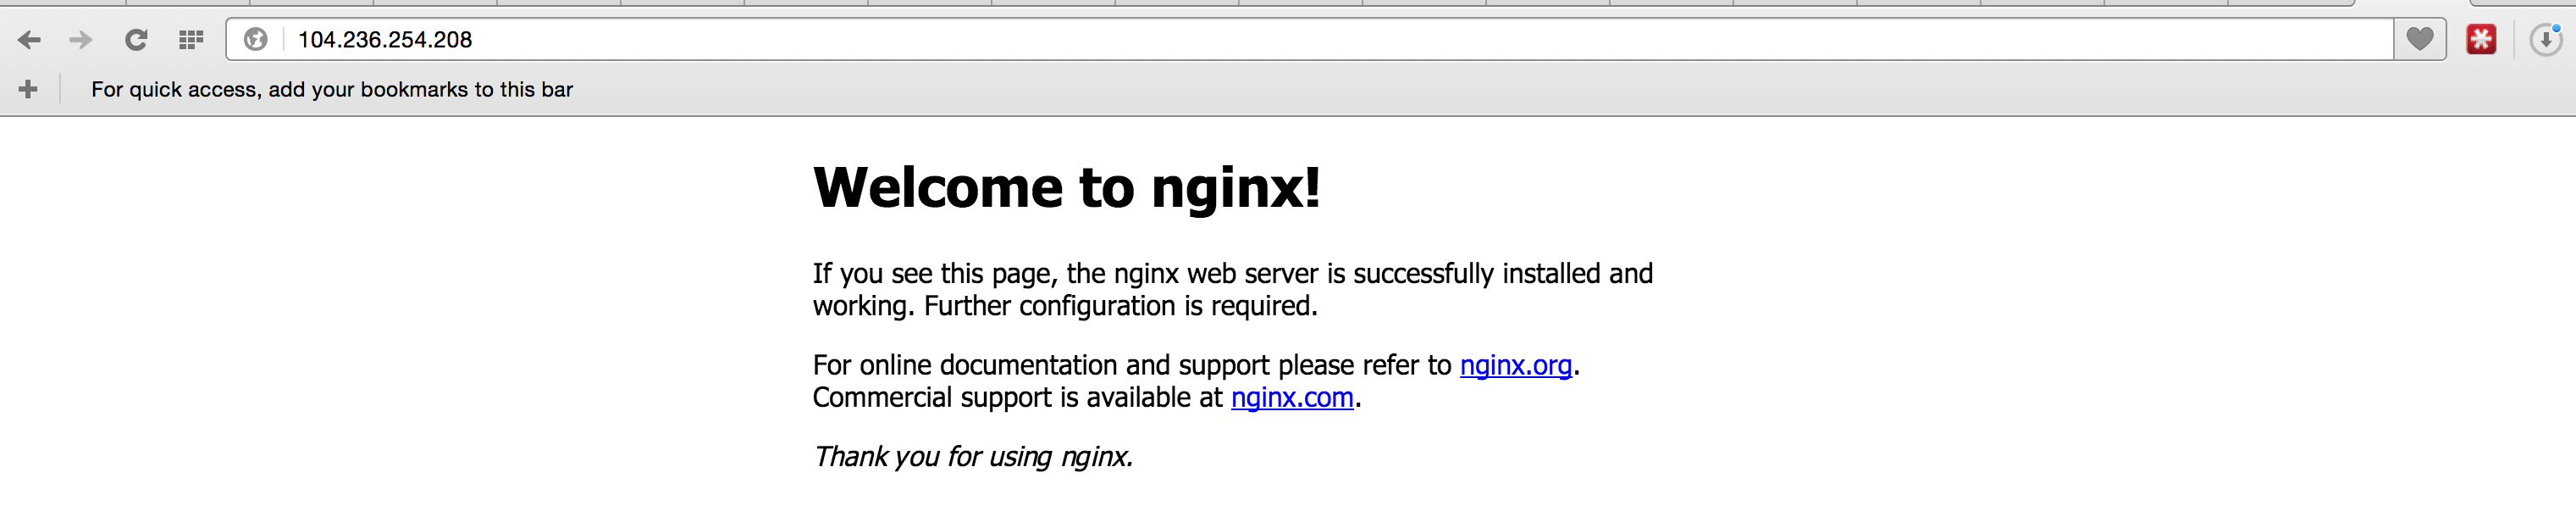 104.236.254.208
For quick access, add your bookmarks to this bar
Welcome to nginx!
If you see this page, the nginx web server is successfully installed and
working. Further configuration is required.
For online documentation and support please refer to nginx.org.
Commercial support is available at nginx.com.
Thank you for using nginx.